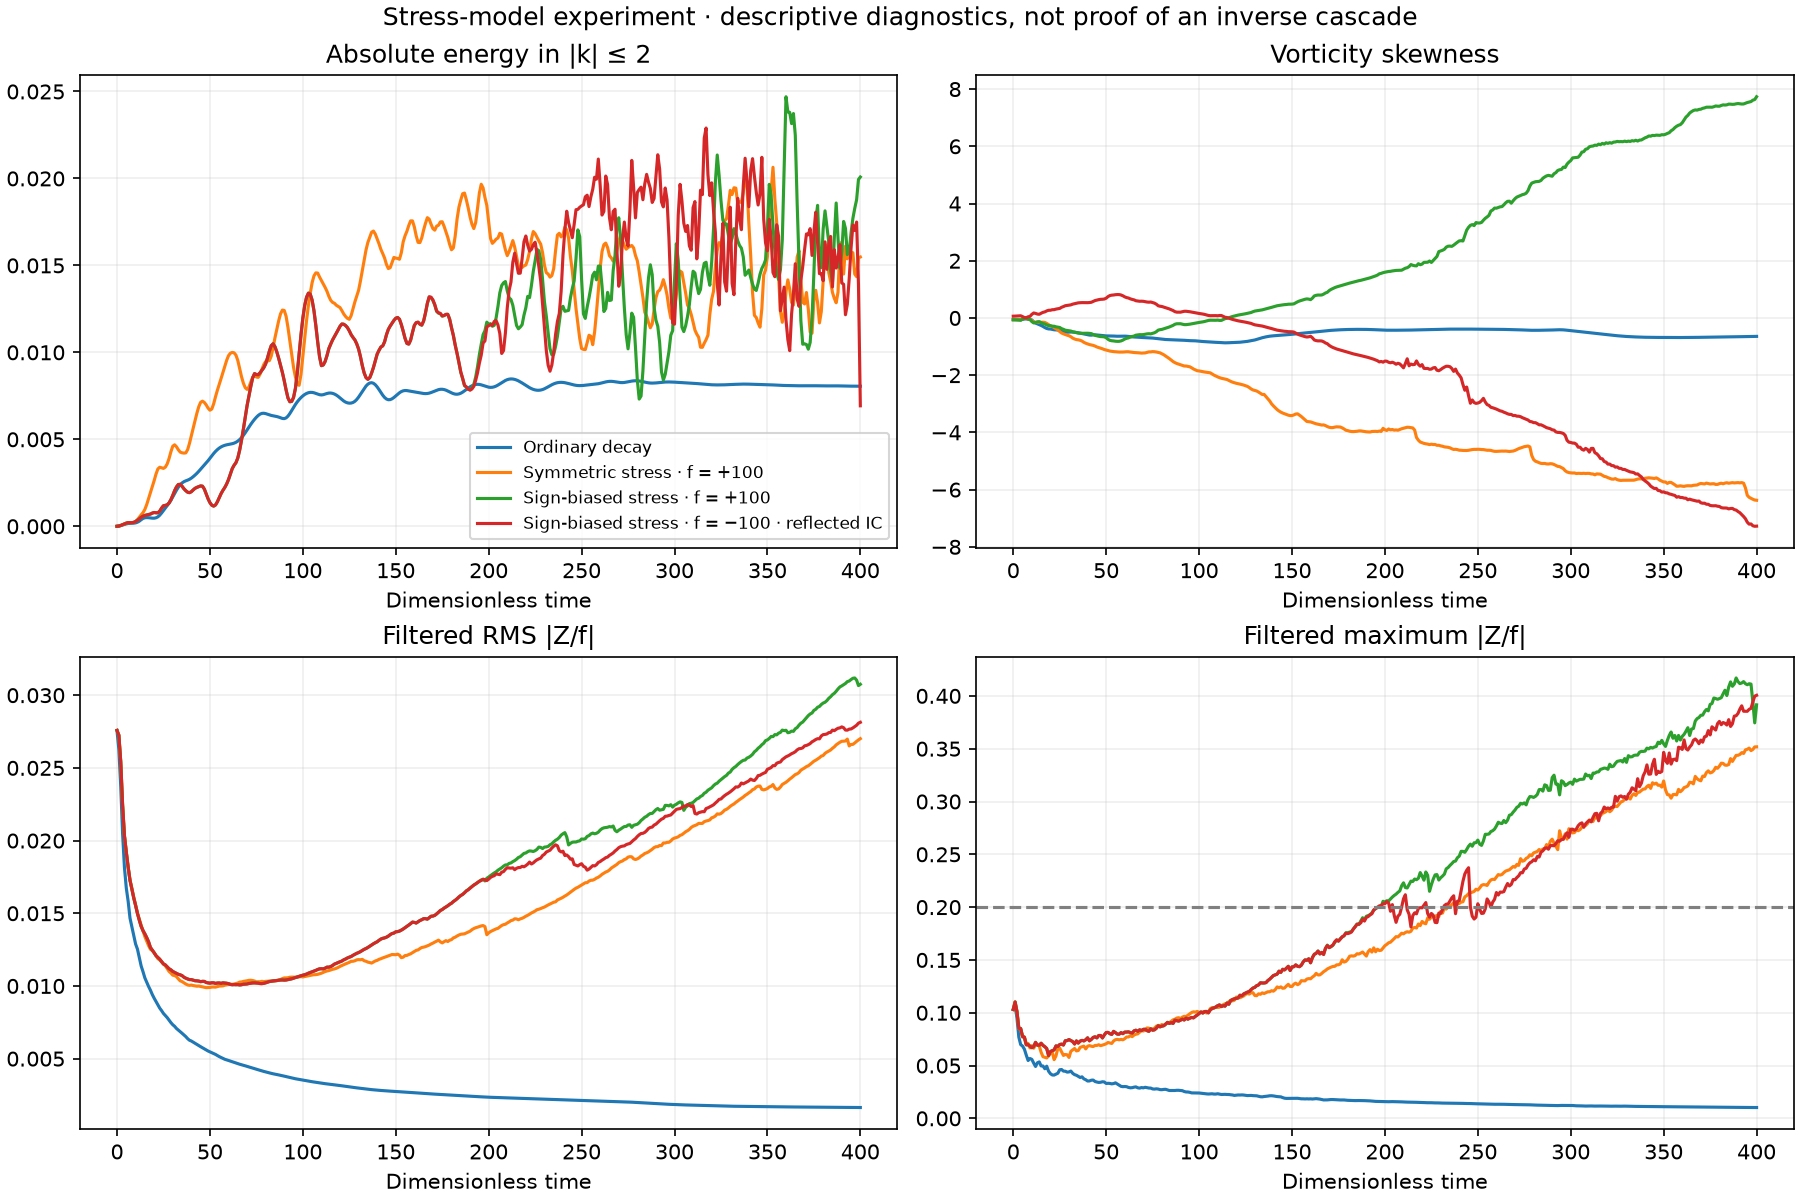 Stress-model experiment · descriptive diagnostics, not proof of an inverse cascade
Absolute energy in |k| ≤ 2
0.025
0.020
0.015
0.010
0.005
0.000
Ordinary decay
Symmetric stress · f = +100
Sign-biased stress · f = +100
Sign-biased stress · f = −100 · reflected IC
0 50 100 150 200 250 300 350 400
Dimensionless time
Vorticity skewness
8
6
4
2
0
−2
−4
−6
−8
0 50 100 150 200 250 300 350 400
Dimensionless time
Filtered RMS |Z/f|
0.030
0.025
0.020
0.015
0.010
0.005
0 50 100 150 200 250 300 350 400
Dimensionless time
Filtered maximum |Z/f|
0.40
0.35
0.30
0.25
0.20
0.15
0.10
0.05
0.00
0 50 100 150 200 250 300 350 400
Dimensionless time